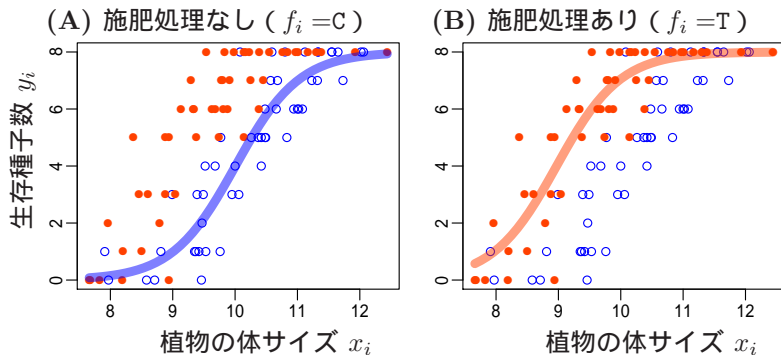 (A) 施肥処理なし ( f_i =C)
(B) 施肥処理あり ( f_i =T)
生存種子数 y_i
0 2 4 6 8
0 2 4 6 8
8 9 10 11 12
8 9 10 11 12
植物の体サイズ x_i
植物の体サイズ x_i